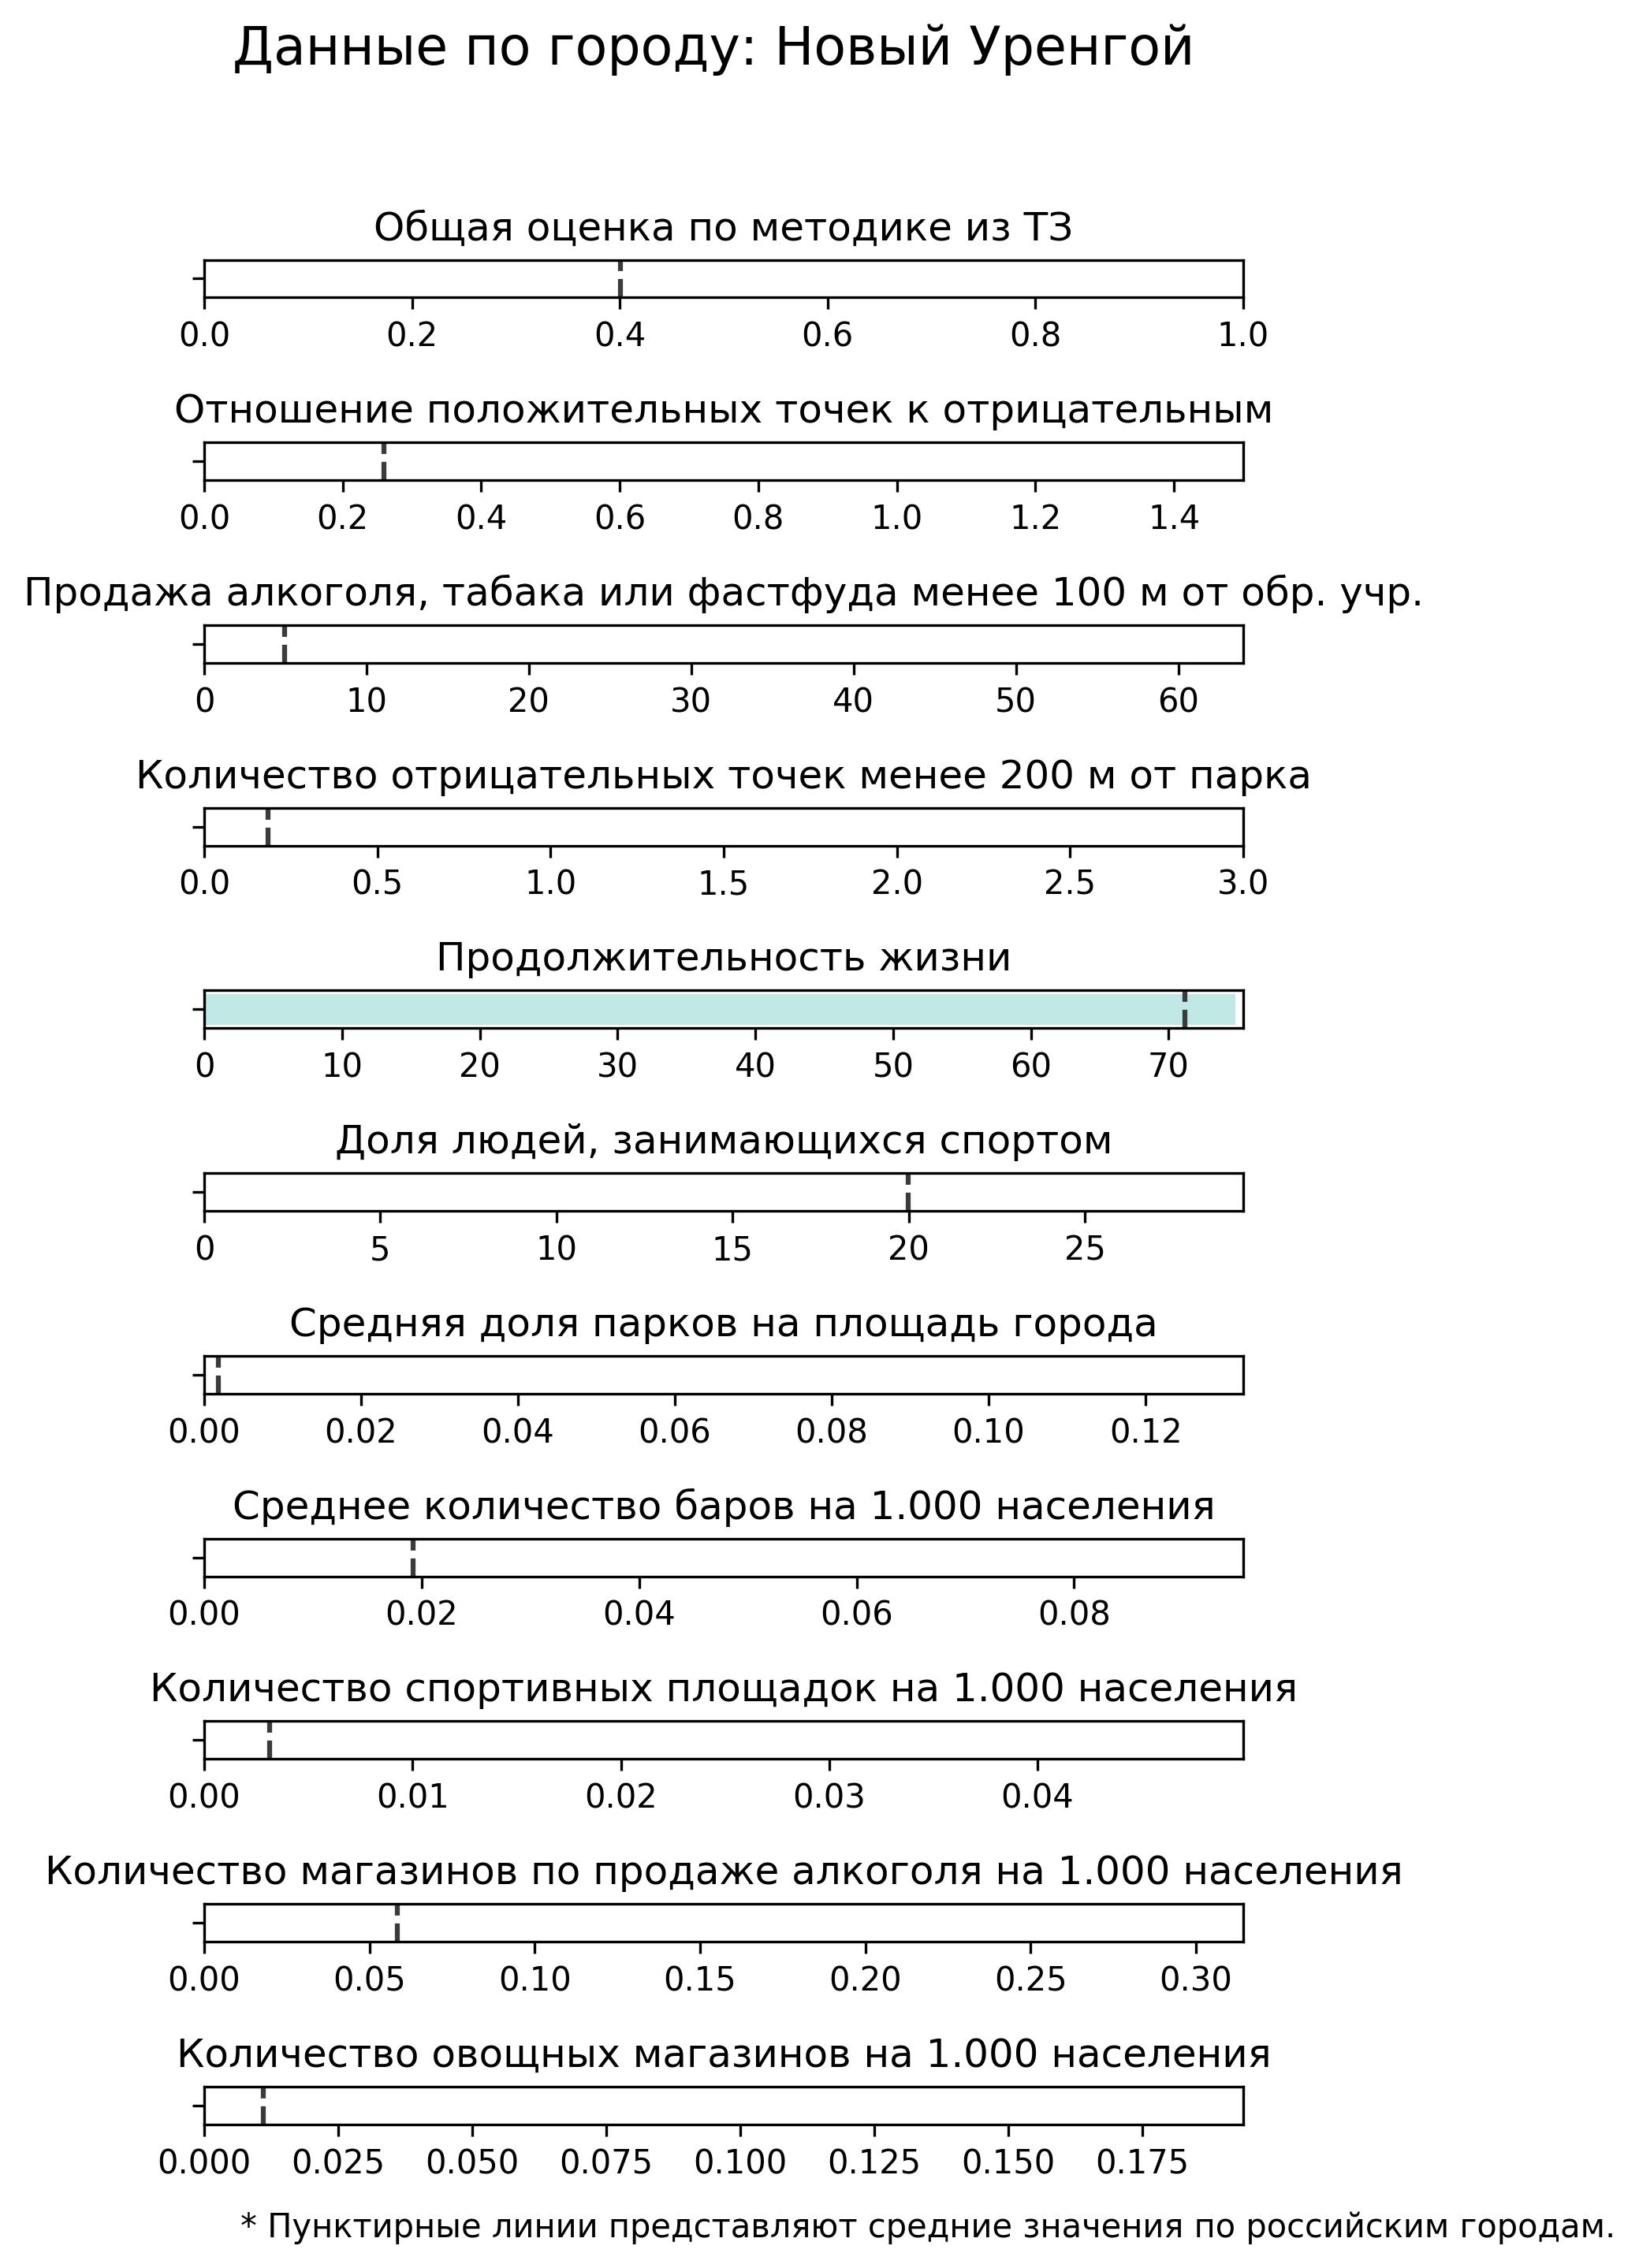 Данные по городу: Новый Уренгой
Общая оценка по методике из ТЗ
0.0 0.2 0.4 0.6 0.8 1.0
Отношение положительных точек к отрицательным
0.0 0.2 0.4 0.6 0.8 1.0 1.2 1.4
Продажа алкоголя, табака или фастфуда менее 100 м от обр. учр.
0 10 20 30 40 50 60
Количество отрицательных точек менее 200 м от парка
0.0 0.5 1.0 1.5 2.0 2.5 3.0
Продолжительность жизни
0 10 20 30 40 50 60 70
Доля людей, занимающихся спортом
0 5 10 15 20 25
Средняя доля парков на площадь города
0.00 0.02 0.04 0.06 0.08 0.10 0.12
Среднее количество баров на 1.000 населения
0.00 0.02 0.04 0.06 0.08
Количество спортивных площадок на 1.000 населения
0.00 0.01 0.02 0.03 0.04
Количество магазинов по продаже алкоголя на 1.000 населения
0.00 0.05 0.10 0.15 0.20 0.25 0.30
Количество овощных магазинов на 1.000 населения
0.000 0.025 0.050 0.075 0.100 0.125 0.150 0.175
* Пунктирные линии представляют средние значения по российским городам.